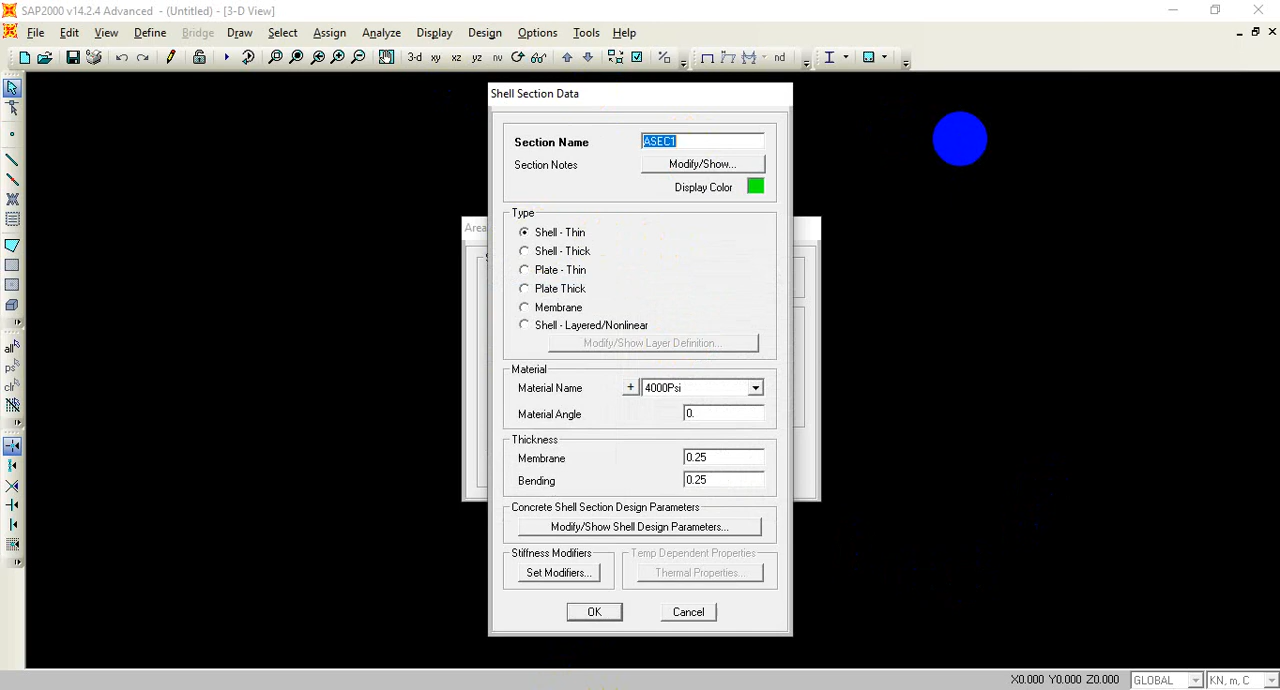 SAP2000 v14.2.4 Advanced - (Untitled) - [3-D View]
File Edit View Define Bridge Draw Select Assign Analyze Display Design Options Tools Help
3-d xy xz yz nv nd
Shell Section Data
Section Name ASEC1
Section Notes Modify/Show...
Display Color
Area
Type
Shell - Thin
Shell - Thick
Plate - Thin
Plate Thick
Membrane
Shell - Layered/Nonlinear
Modify/Show Layer Definition...
Material
Material Name + 4000Psi
Material Angle 0.
Thickness
Membrane 0.25
Bending 0.25
Concrete Shell Section Design Parameters
Modify/Show Shell Design Parameters...
Stiffness Modifiers Temp Dependent Properties
Set Modifiers... Thermal Properties...
OK Cancel
all
ps
clr
X0.000 Y0.000 Z0.000 GLOBAL KN, m, C